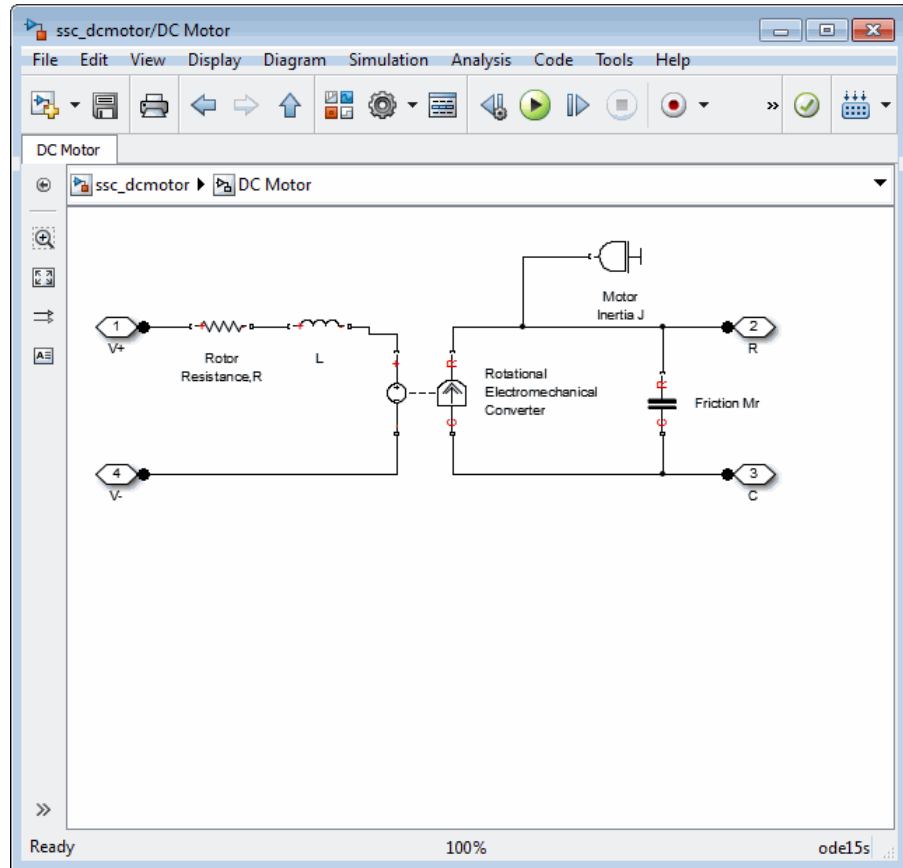 ssc_dcmotor/DC Motor
File Edit View Display Diagram Simulation Analysis Code Tools Help
»
DC Motor
ssc_dcmotor DC Motor
Motor
Inertia J
1
V+
Rotor
Resistance,R
L
+
R
Rotational
Electromechanical
Converter
2
R
R
Friction Mr
C
C
4
V-
3
C
A
»
Ready 100% ode15s